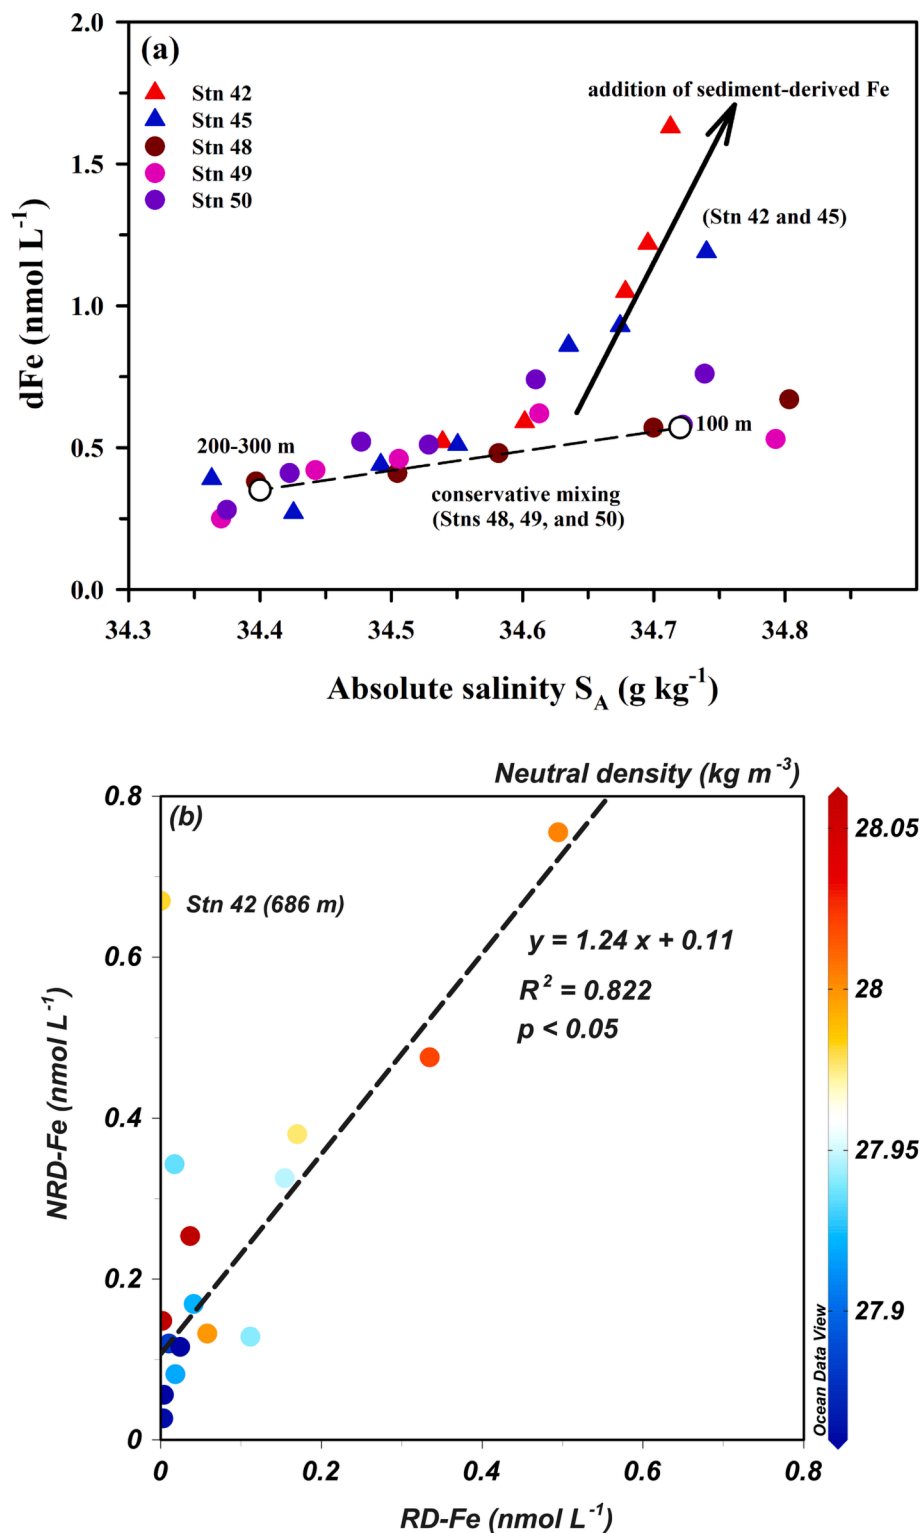 (a)
Stn 42
Stn 45
Stn 48
Stn 49
Stn 50
addition of sediment-derived Fe
(Stn 42 and 45)
200-300 m
100 m
conservative mixing
(Stns 48, 49, and 50)
2.0
1.5
1.0
0.5
0.0
dFe (nmol L⁻¹)
34.3 34.4 34.5 34.6 34.7 34.8
Absolute salinity S_A (g kg⁻¹)
Neutral density (kg m⁻³)
(b)
Stn 42 (686 m)
y = 1.24 x + 0.11
R² = 0.822
p < 0.05
0.8
0.6
0.4
0.2
0
NRD-Fe (nmol L⁻¹)
0 0.2 0.4 0.6 0.8
RD-Fe (nmol L⁻¹)
28.05
28
27.95
27.9
Ocean Data View